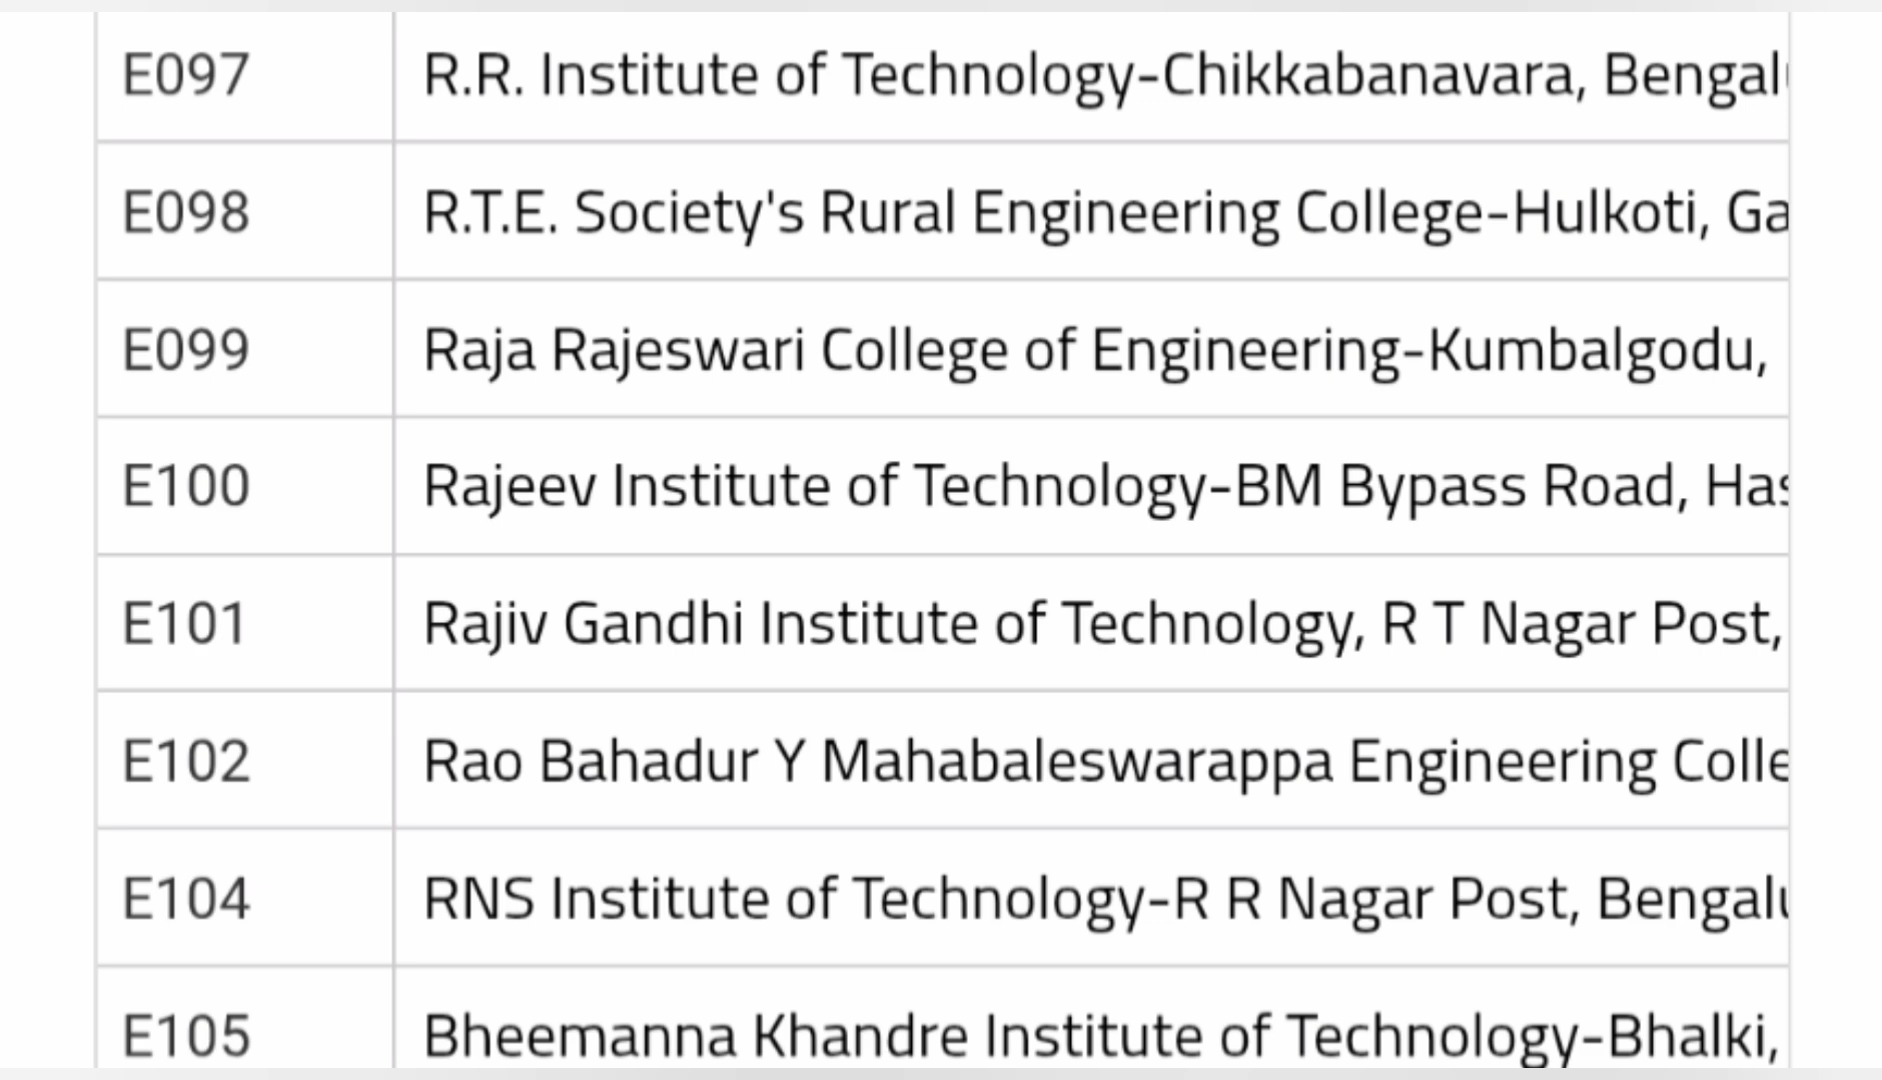 E097 R.R. Institute of Technology-Chikkabanavara,
E098 R.T.E. Society's Rural Engineering College-Hulkoti,
E099 Raja Rajeswari College of Engineering-Kumbalgodu,
E100 Rajeev Institute of Technology-BM Bypass Road,
E101 Rajiv Gandhi Institute of Technology, R T Nagar Post,
E102 Rao Bahadur Y Mahabaleswarappa Engineering
E104 RNS Institute of Technology-R R Nagar Post,
E105 Bheemanna Khandre Institute of Technology-Bhalki,